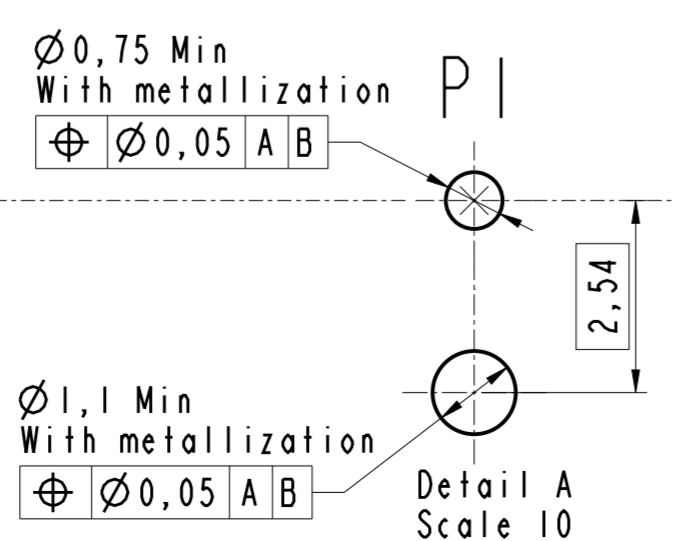 Ø0,75 Min
With metallization
⌖ Ø0,05 A B
P1
2,54
Ø1,1 Min
With metallization
⌖ Ø0,05 A B
Detail A
Scale 10